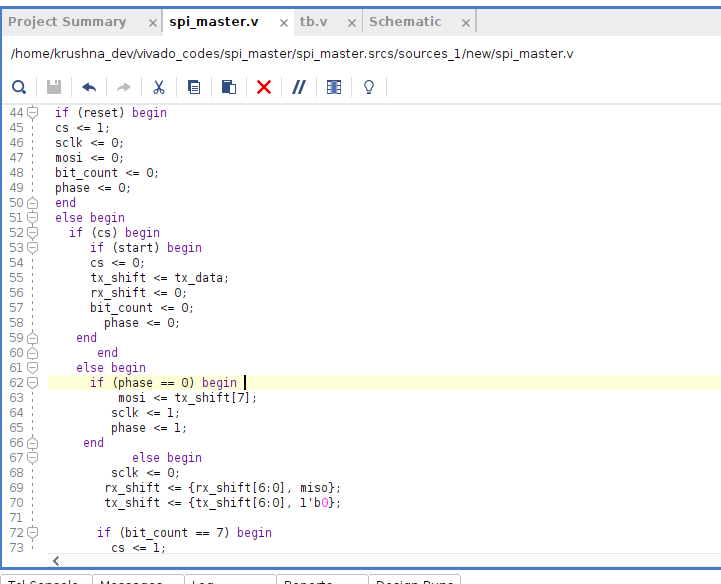 Project Summary × spi_master.v × tb.v × Schematic ×
/home/krushna_dev/vivado_codes/spi_master/spi_master.srcs/sources_1/new/spi_master.v
44 if (reset) begin
45 cs <= 1;
46 sclk <= 0;
47 mosi <= 0;
48 bit_count <= 0;
49 phase <= 0;
50 end
51 else begin
52 if (cs) begin
53 if (start) begin
54 cs <= 0;
55 tx_shift <= tx_data;
56 rx_shift <= 0;
57 bit_count <= 0;
58 phase <= 0;
59 end
60 end
61 else begin
62 if (phase == 0) begin
63 mosi <= tx_shift[7];
64 sclk <= 1;
65 phase <= 1;
66 end
67 else begin
68 sclk <= 0;
69 rx_shift <= {rx_shift[6:0], miso};
70 tx_shift <= {tx_shift[6:0], 1'b0};
71
72 if (bit_count == 7) begin
73 cs <= 1;
Tcl Console Messages Log Reports Design Runs